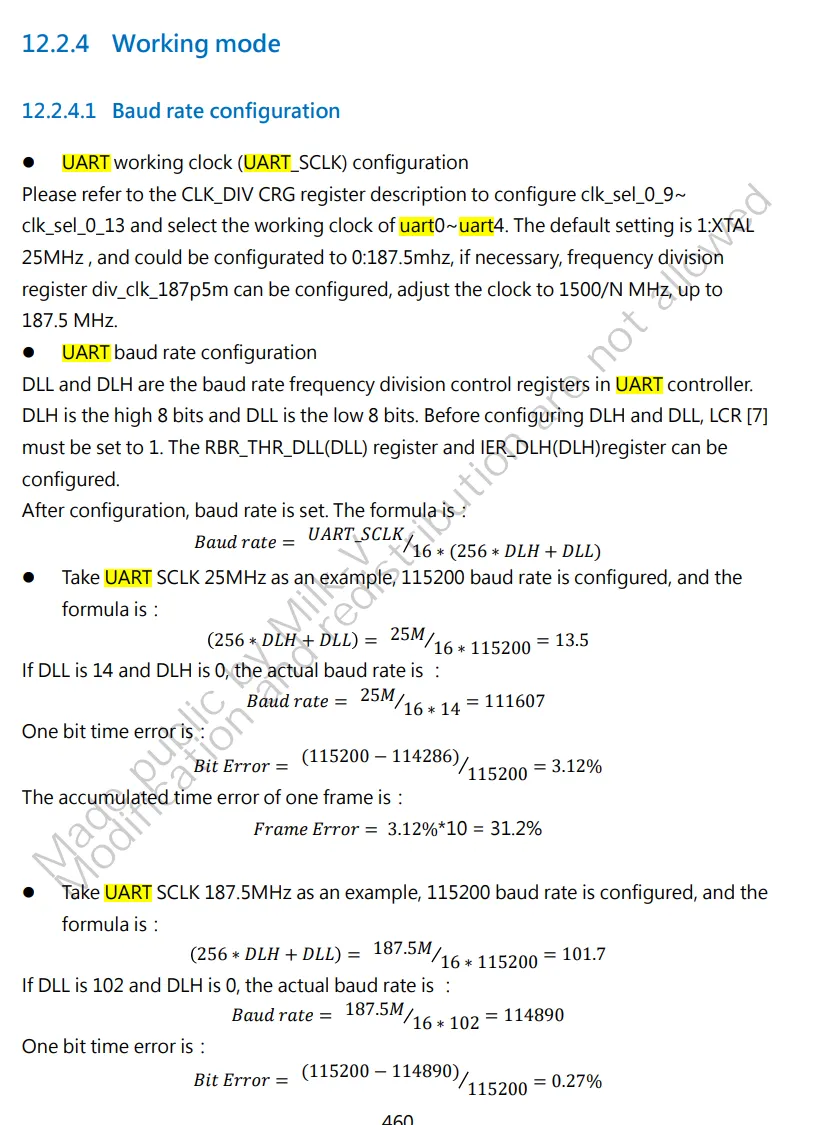 12.2.4 Working mode
12.2.4.1 Baud rate configuration
● UART working clock (UART_SCLK) configuration
Please refer to the CLK_DIV CRG register description to configure clk_sel_0_9~
clk_sel_0_13 and select the working clock of uart0~uart4. The default setting is 1:XTAL
25MHz , and could be configurated to 0:187.5mhz, if necessary, frequency division
register div_clk_187p5m can be configured, adjust the clock to 1500/N MHz, up to
187.5 MHz.
● UART baud rate configuration
DLL and DLH are the baud rate frequency division control registers in UART controller.
DLH is the high 8 bits and DLL is the low 8 bits. Before configuring DLH and DLL, LCR [7]
must be set to 1. The RBR_THR_DLL(DLL) register and IER_DLH(DLH)register can be
configured.
After configuration, baud rate is set. The formula is :
Baud rate = UART_SCLK/16 ∗ (256 ∗ DLH + DLL)
● Take UART SCLK 25MHz as an example, 115200 baud rate is configured, and the
formula is :
(256 ∗ DLH + DLL) = 25M/16 ∗ 115200 = 13.5
If DLL is 14 and DLH is 0, the actual baud rate is :
Baud rate = 25M/16 ∗ 14 = 111607
One bit time error is :
Bit Error = (115200 − 114286)/115200 = 3.12%
The accumulated time error of one frame is :
Frame Error = 3.12%*10 = 31.2%
● Take UART SCLK 187.5MHz as an example, 115200 baud rate is configured, and the
formula is :
(256 ∗ DLH + DLL) = 187.5M/16 ∗ 115200 = 101.7
If DLL is 102 and DLH is 0, the actual baud rate is :
Baud rate = 187.5M/16 ∗ 102 = 114890
One bit time error is :
Bit Error = (115200 − 114890)/115200 = 0.27%
460
Made public by Milk-V
Modification and redistribution are not allowed